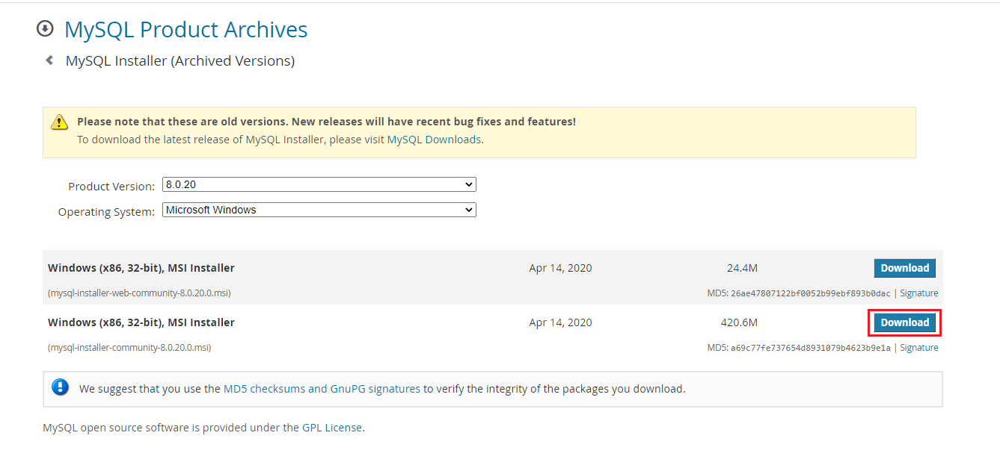 MySQL Product Archives
MySQL Installer (Archived Versions)
Please note that these are old versions. New releases will have recent bug fixes and features!
To download the latest release of MySQL Installer, please visit MySQL Downloads.
Product Version: 8.0.20
Operating System: Microsoft Windows
Windows (x86, 32-bit), MSI Installer Apr 14, 2020 24.4M Download
(mysql-installer-web-community-8.0.20.0.msi) MD5: 26ae47807122bf0052b99ebf893b0dac | Signature
Windows (x86, 32-bit), MSI Installer Apr 14, 2020 420.6M Download
(mysql-installer-community-8.0.20.0.msi) MD5: a69c77fe737654d8931079b4623b9e1a | Signature
We suggest that you use the MD5 checksums and GnuPG signatures to verify the integrity of the packages you download.
MySQL open source software is provided under the GPL License.